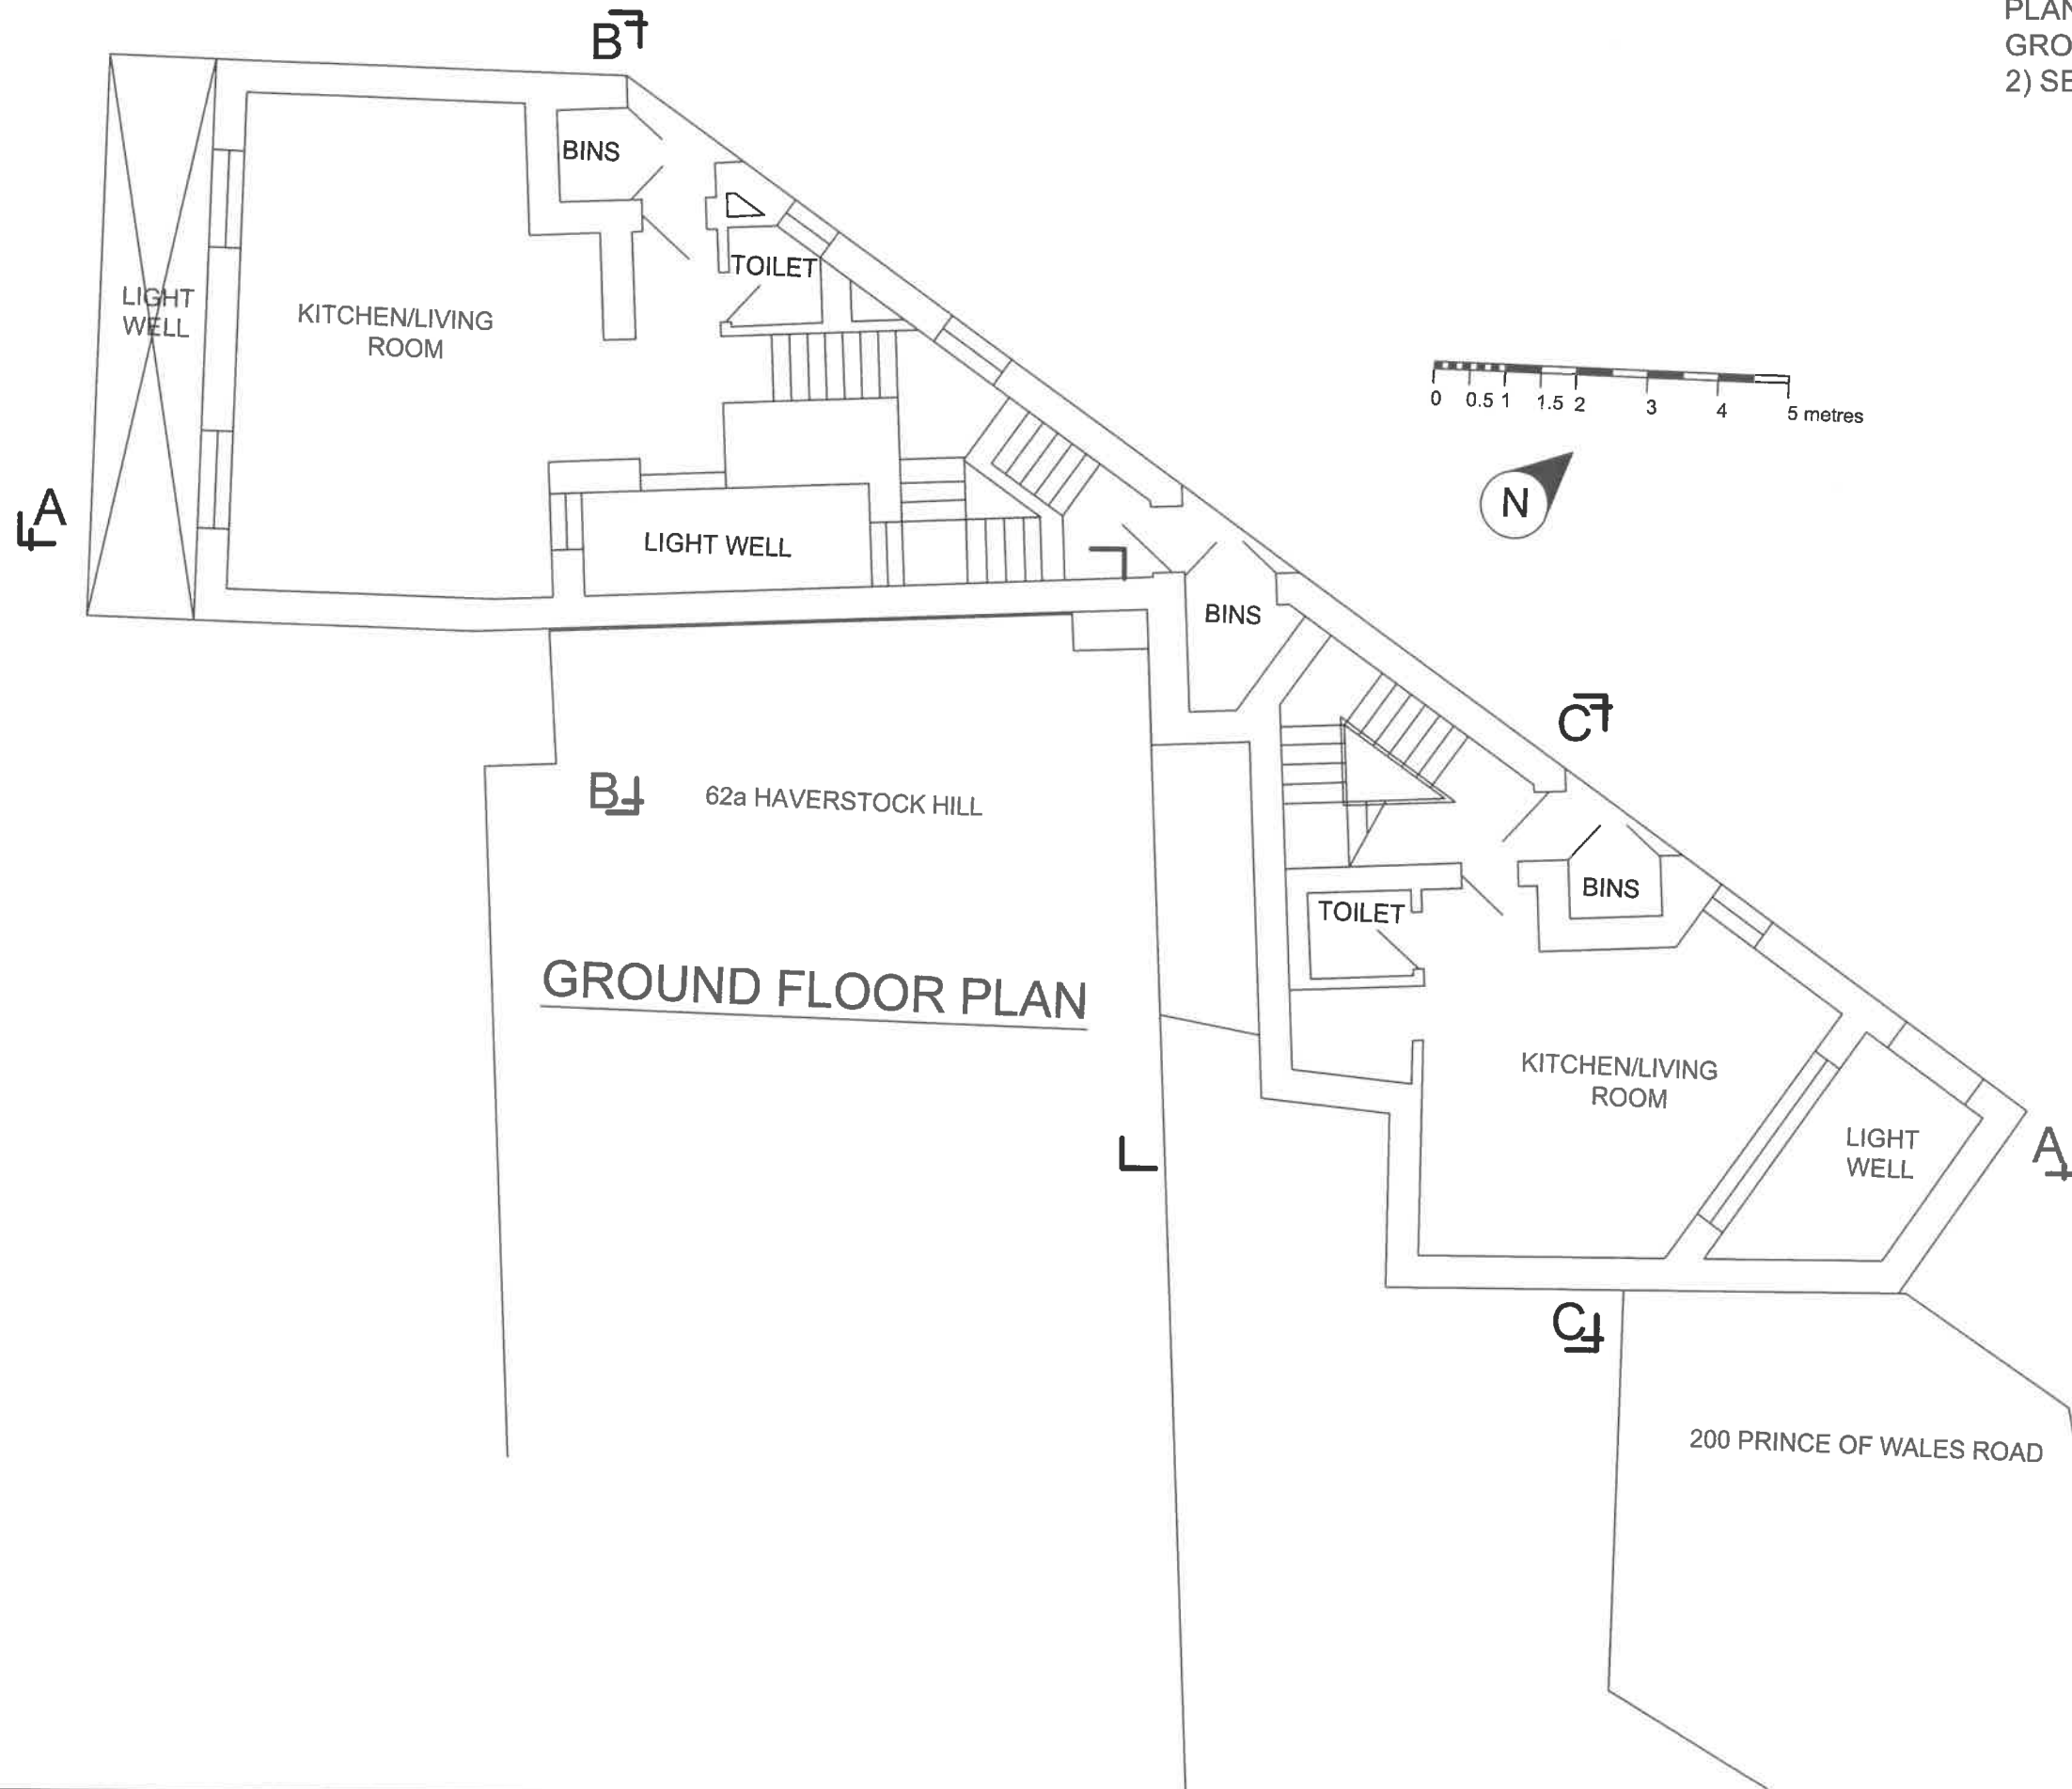 PLAN
GRO
2) SE
B
BINS
TOILET
LIGHT
WELL
KITCHEN/LIVING
ROOM
0 0.5 1 1.5 2 3 4 5 metres
N
A
LIGHT WELL
BINS
C
B
62a HAVERSTOCK HILL
BINS
TOILET
GROUND FLOOR PLAN
KITCHEN/LIVING
ROOM
LIGHT
WELL
A
C
200 PRINCE OF WALES ROAD